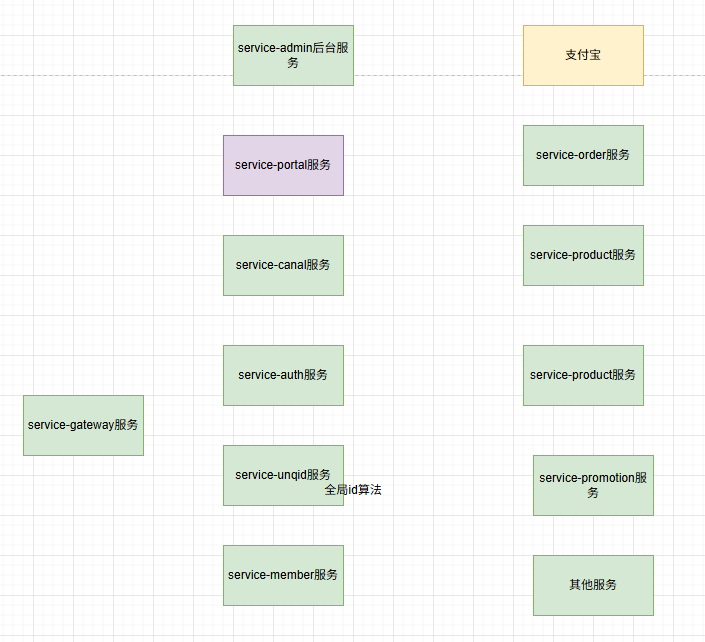 service-admin后台服
务
支付宝
service-portal服务
service-order服务
service-canal服务
service-product服务
service-auth服务
service-product服务
service-gateway服务
service-unqid服务
全局id算法
service-promotion服
务
service-member服务
其他服务